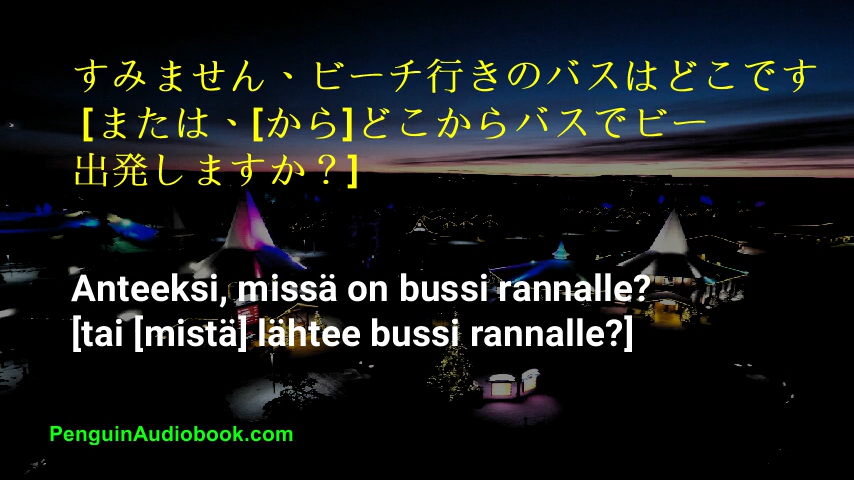 すみません、ビーチ行きのバスはどこです
[または、[から]どこからバスでビー
出発しますか？]
Anteeksi, missä on bussi rannalle?
[tai [mistä] lähtee bussi rannalle?]
PenguinAudiobook.com